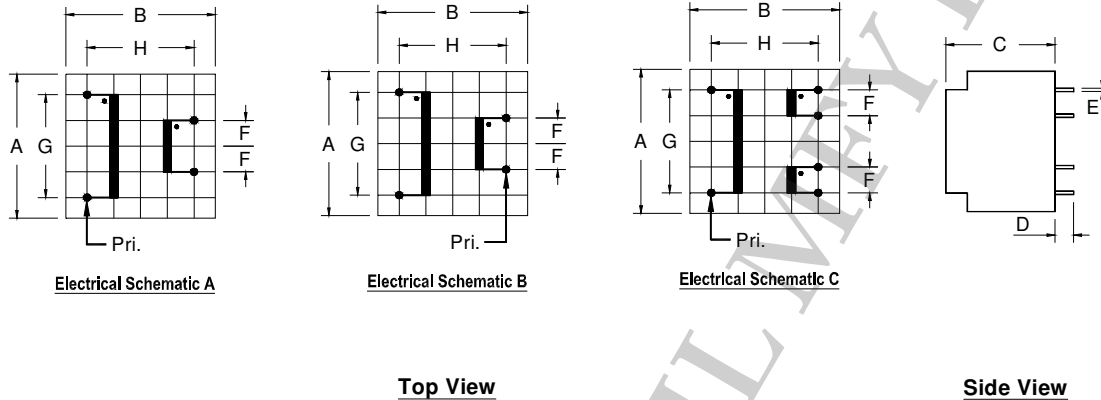 B
H
A
G
F
F
Pri.
Electrical Schematic A
B
H
A
G
F
F
Pri.
Electrical Schematic B
B
H
A
G
F
F
Pri.
Electrical Schematic C
C
E
D
Top View
Side View